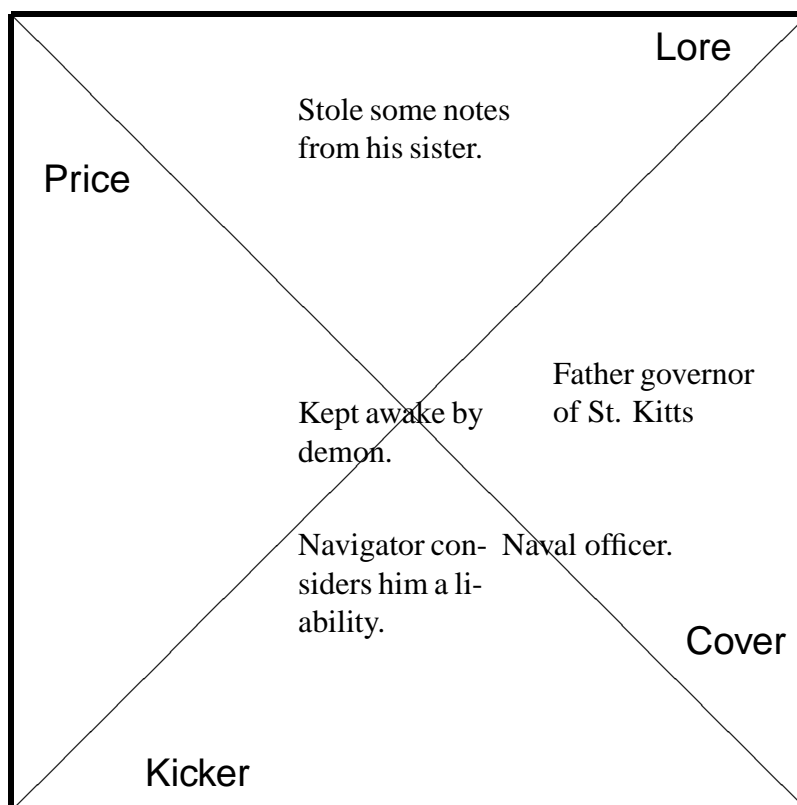 Lore
Stole some notes
from his sister.
Price
Father governor
of St. Kitts
Kept awake by
demon.
Navigator con-
siders him a li-
ability.
Naval officer.
Cover
Kicker